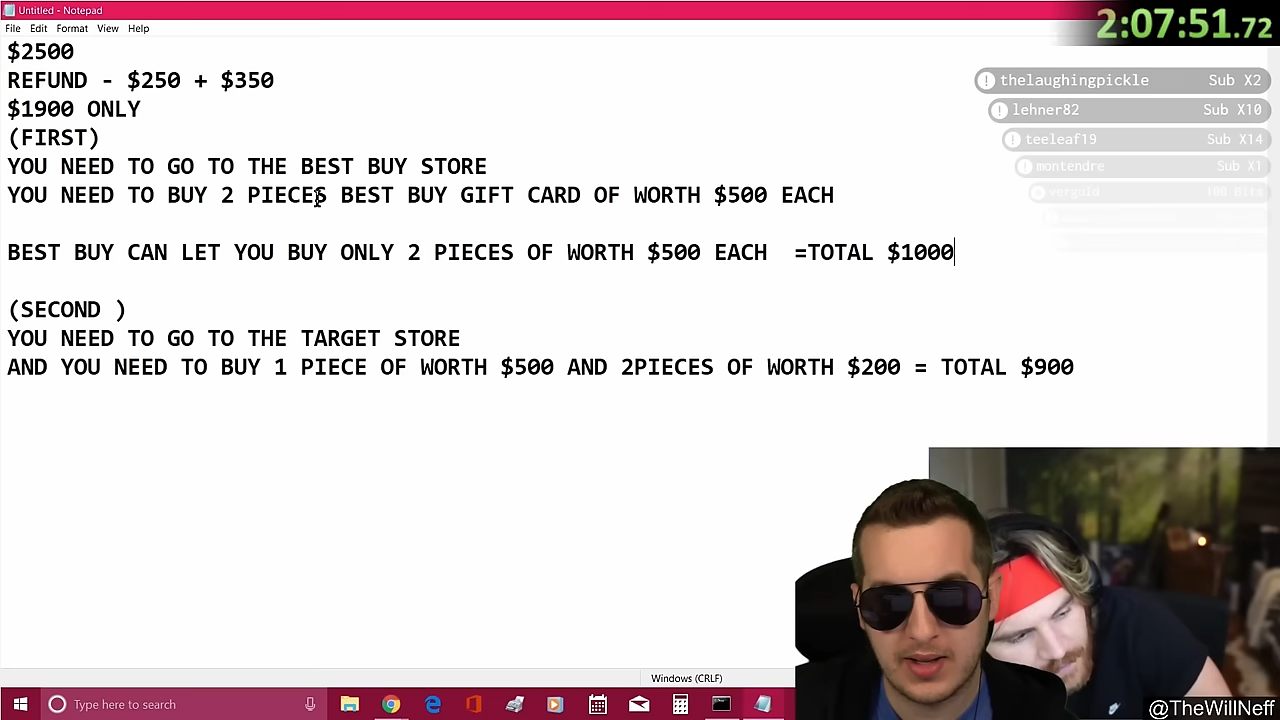 Untitled - Notepad
2:07:51.72
File Edit Format View Help
$2500
REFUND - $250 + $350
$1900 ONLY
(FIRST)
YOU NEED TO GO TO THE BEST BUY STORE
YOU NEED TO BUY 2 PIECES BEST BUY GIFT CARD OF WORTH $500 EACH
BEST BUY CAN LET YOU BUY ONLY 2 PIECES OF WORTH $500 EACH =TOTAL $1000
(SECOND )
YOU NEED TO GO TO THE TARGET STORE
AND YOU NEED TO BUY 1 PIECE OF WORTH $500 AND 2PIECES OF WORTH $200 = TOTAL $900
thelaughingpickle Sub X2
lehner82 Sub X10
teeleaf19 Sub X14
montendre Sub X1
verguld 100 Bits
Windows (CRLF)
Type here to search
@TheWillNeff